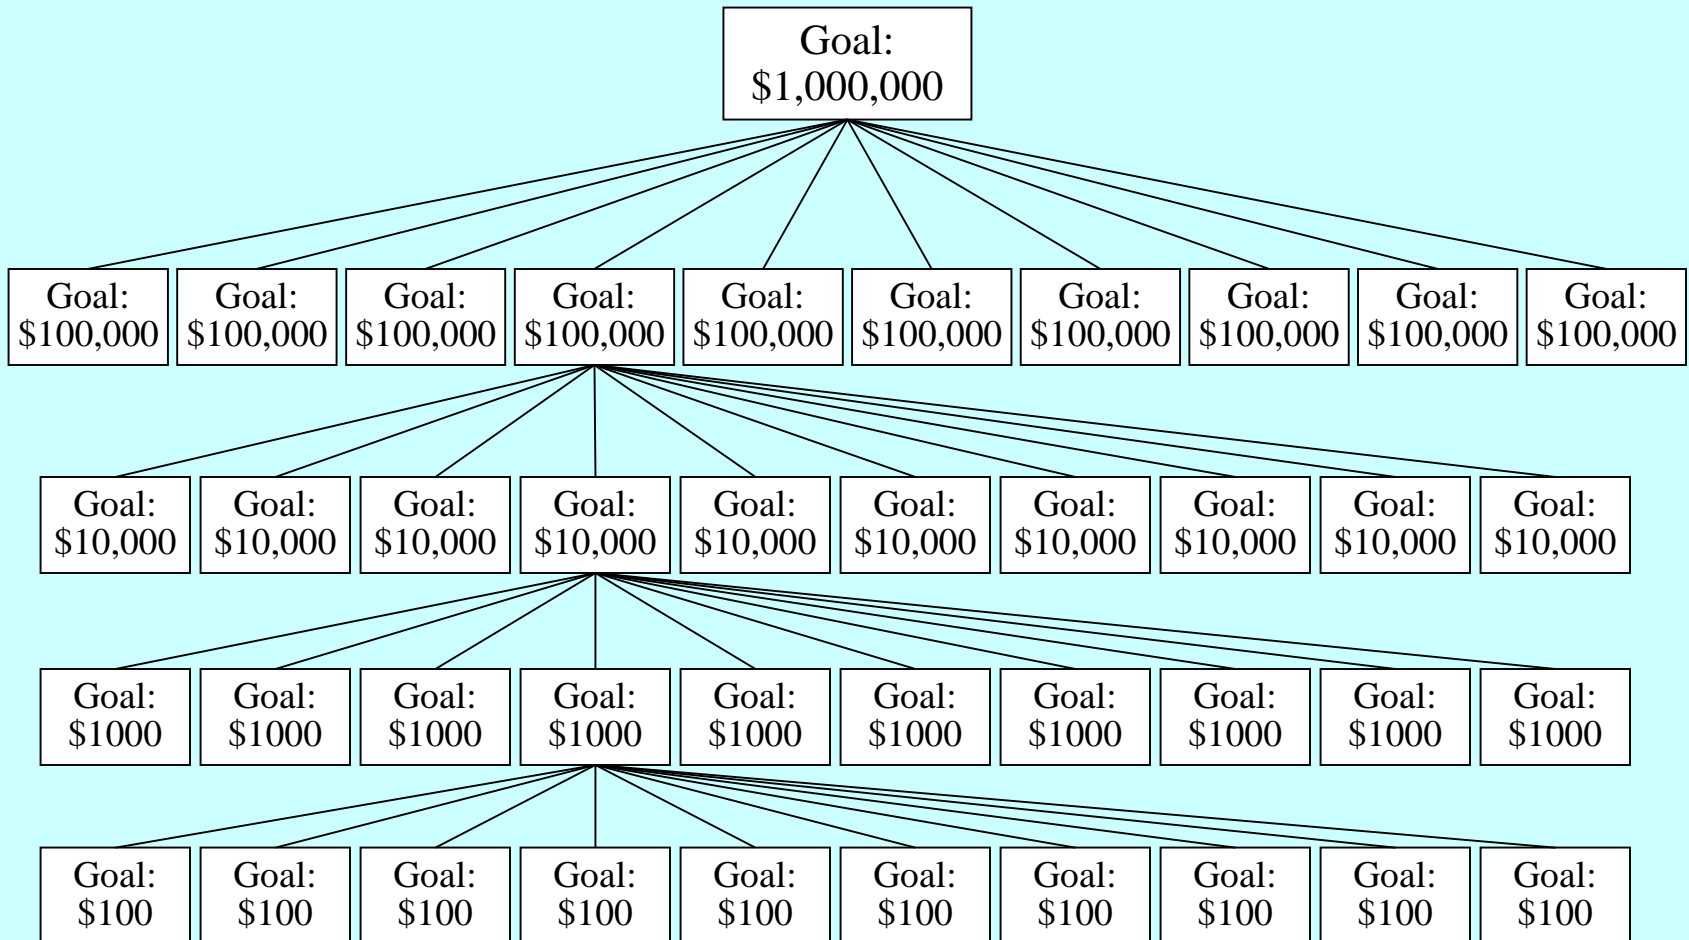 Goal:
$1,000,000
Goal: Goal: Goal: Goal: Goal: Goal: Goal: Goal: Goal: Goal:
$100,000 $100,000 $100,000 $100,000 $100,000 $100,000 $100,000 $100,000 $100,000 $100,000
Goal: Goal: Goal: Goal: Goal: Goal: Goal: Goal: Goal: Goal:
$10,000 $10,000 $10,000 $10,000 $10,000 $10,000 $10,000 $10,000 $10,000 $10,000
Goal: Goal: Goal: Goal: Goal: Goal: Goal: Goal: Goal: Goal:
$1000 $1000 $1000 $1000 $1000 $1000 $1000 $1000 $1000 $1000
Goal: Goal: Goal: Goal: Goal: Goal: Goal: Goal: Goal: Goal:
$100 $100 $100 $100 $100 $100 $100 $100 $100 $100